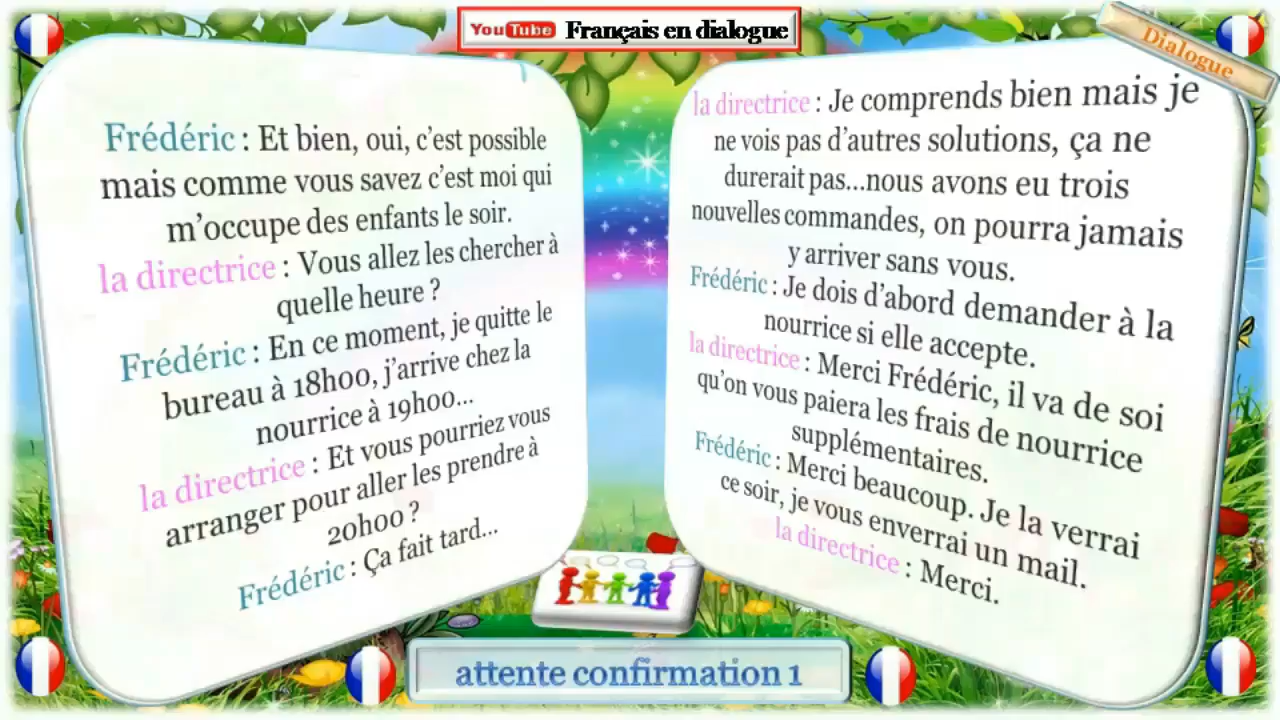 YouTube Français en dialogue
Dialogue
Frédéric : Et bien, oui, c'est possible
mais comme vous savez c'est moi qui
m'occupe des enfants le soir.
la directrice : Vous allez les chercher à
quelle heure ?
Frédéric : En ce moment, je quitte le
bureau à 18h00, j'arrive chez la
nourrice à 19h00...
la directrice : Et vous pourriez vous
arranger pour aller les prendre à
20h00 ?
Frédéric : Ça fait tard...
la directrice : Je comprends bien mais je
ne vois pas d'autres solutions, ça ne
durerait pas...nous avons eu trois
nouvelles commandes, on pourra jamais
y arriver sans vous.
Frédéric : Je dois d'abord demander à la
nourrice si elle accepte.
la directrice : Merci Frédéric, il va de soi
qu'on vous paiera les frais de nourrice
supplémentaires.
Frédéric : Merci beaucoup. Je la verrai
ce soir, je vous enverrai un mail.
la directrice : Merci.
attente confirmation 1